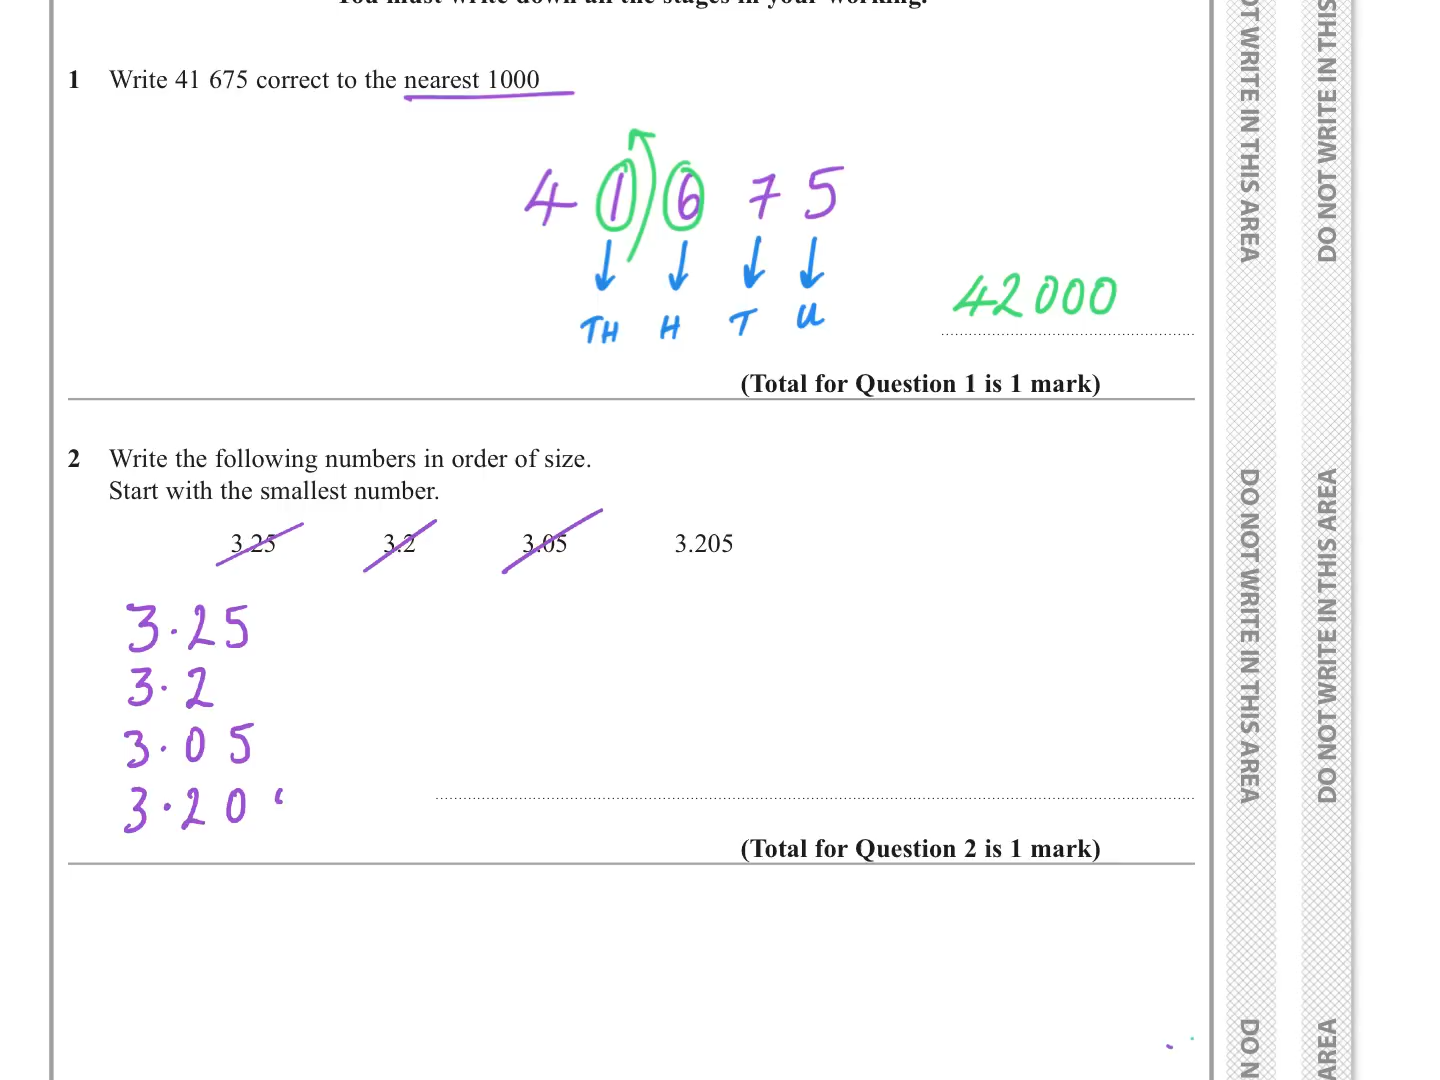 You must write down all the stages in your working.
1 Write 41 675 correct to the nearest 1000
4 1 6 7 5
TH H T U
42000
(Total for Question 1 is 1 mark)
2 Write the following numbers in order of size.
Start with the smallest number.
3.25 3.2 3.05 3.205
3.25
3.2
3.05
3.20
(Total for Question 2 is 1 mark)
DO NOT WRITE IN THIS AREA
DO NOT WRITE IN THIS AREA
DO NOT WRITE IN THIS AREA
DO NOT WRITE IN THIS AREA
DO N
AREA